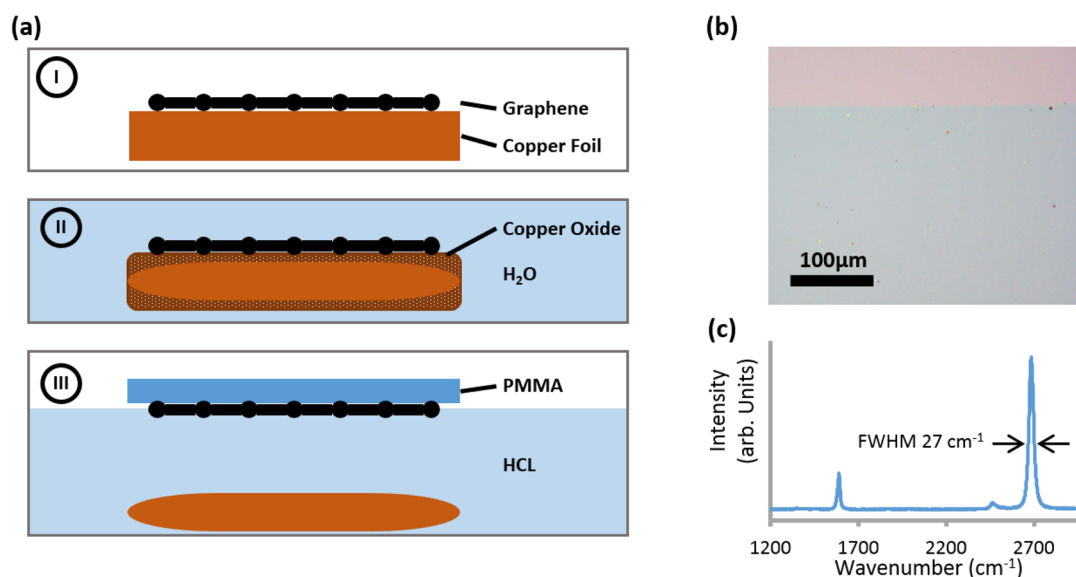 (a)
I
Graphene
Copper Foil
II
Copper Oxide
H₂O
III
PMMA
HCL
(b)
100µm
(c)
Intensity
(arb. Units)
FWHM 27 cm⁻¹
1200 1700 2200 2700
Wavenumber (cm⁻¹)